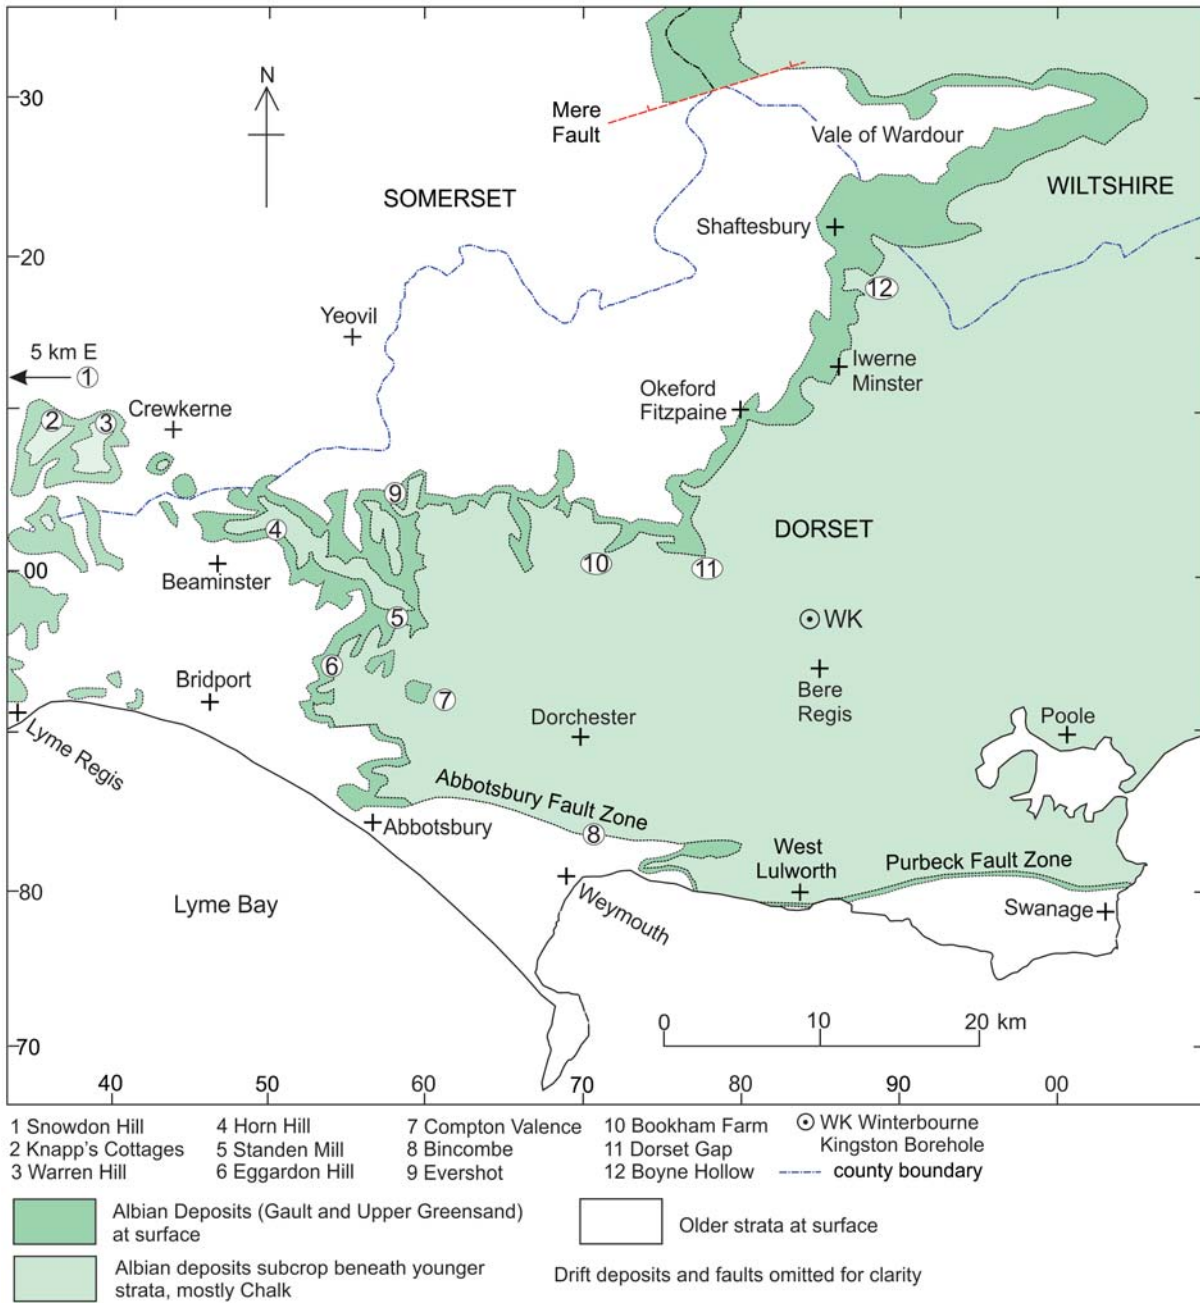 30
N
Mere
Fault
Vale of Wardour
SOMERSET
WILTSHIRE
Shaftesbury
20
12
Yeovil
5 km E
1
Iwerne
Minster
Okeford
Fitzpaine
Crewkerne
2
3
9
4
DORSET
10
11
00
Beaminster
WK
5
6
Bridport
7
Bere
Regis
Dorchester
Poole
Lyme Regis
Abbotsbury Fault Zone
Abbotsbury
8
West
Lulworth
Purbeck Fault Zone
80
Lyme Bay
Weymouth
Swanage
0 10 20 km
70
40 50 60 70 80 90 00
1 Snowdon Hill
2 Knapp's Cottages
3 Warren Hill
4 Horn Hill
5 Standen Mill
6 Eggardon Hill
7 Compton Valence
8 Bincombe
9 Evershot
10 Bookham Farm
11 Dorset Gap
12 Boyne Hollow
WK Winterbourne
Kingston Borehole
county boundary
Albian Deposits (Gault and Upper Greensand)
at surface
Older strata at surface
Albian deposits subcrop beneath younger
strata, mostly Chalk
Drift deposits and faults omitted for clarity